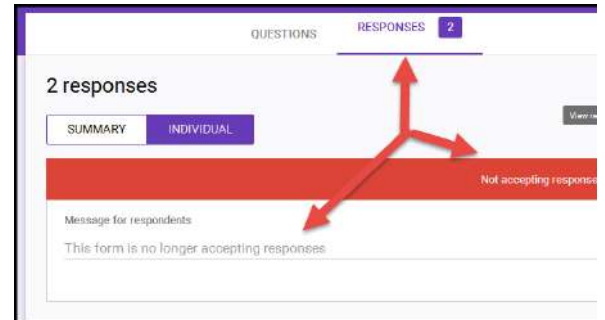 QUESTIONS RESPONSES 2
2 responses
SUMMARY INDIVIDUAL
View
Not accepting response
Message for respondents
This form is no longer accepting responses